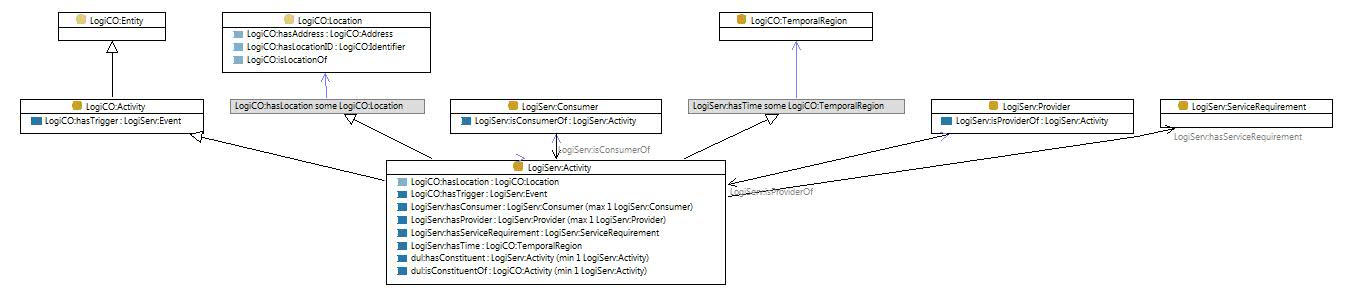 LogiCO:Entity
LogiCO:Location
LogiCO:hasAddress : LogiCO:Address
LogiCO:hasLocationID : LogiCO:Identifier
LogiCO:isLocationOf
LogiCO:TemporalRegion
LogiCO:Activity
LogiCO:hasTrigger : LogiServ:Event
LogiCO:hasLocation some LogiCO:Location
LogiServ:Consumer
LogiServ:isConsumerOf : LogiServ:Activity
LogiServ:hasTime some LogiCO:TemporalRegion
LogiServ:Provider
LogiServ:isProviderOf : LogiServ:Activity
LogiServ:ServiceRequirement
LogiServ:hasServiceRequirement
LogiServ:isConsumerOf
LogiServ:Activity
LogiCO:hasLocation : LogiCO:Location
LogiCO:hasTrigger : LogiServ:Event
LogiServ:hasConsumer : LogiServ:Consumer (max 1 LogiServ:Consumer)
LogiServ:hasProvider : LogiServ:Provider (max 1 LogiServ:Provider)
LogiServ:hasServiceRequirement : LogiServ:ServiceRequirement
LogiServ:hasTime : LogiCO:TemporalRegion
dul:hasConstituent : LogiServ:Activity (min 1 LogiServ:Activity)
dul:isConstituentOf : LogiCO:Activity (min 1 LogiServ:Activity)
LogiServ:isProviderOf